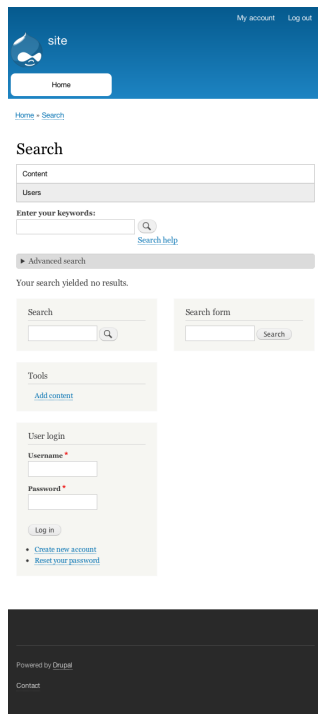 My account Log out
site
Home
Home » Search
Search
Content
Users
Enter your keywords:
Search help
► Advanced search
Your search yielded no results.
Search
Search form
Search
Tools
Add content
User login
Username *
Password *
Log in
• Create new account
• Reset your password
Powered by Drupal
Contact